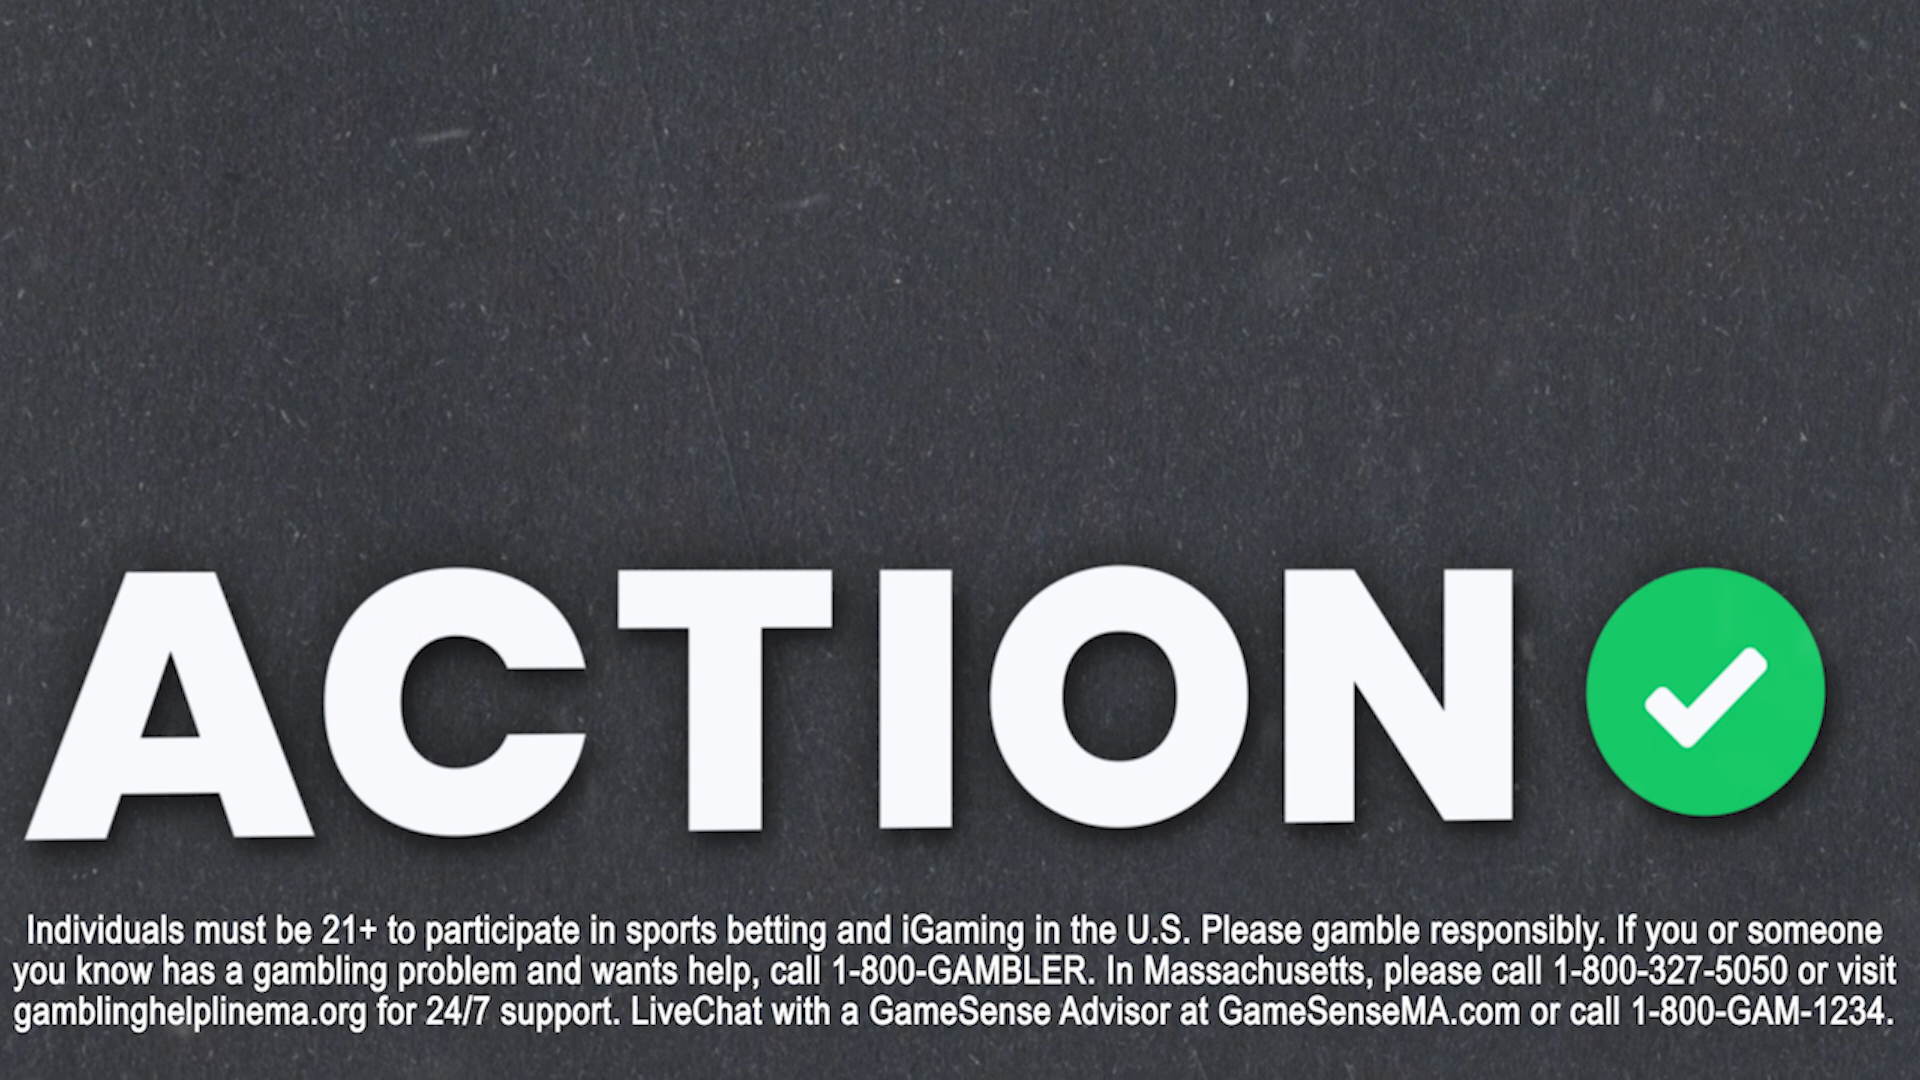 ACTION
Individuals must be 21+ to participate in sports betting and iGaming in the U.S. Please gamble responsibly. If you or someone
you know has a gambling problem and wants help, call 1-800-GAMBLER. In Massachusetts, please call 1-800-327-5050 or visit
gamblinghelplinema.org for 24/7 support. LiveChat with a GameSense Advisor at GameSenseMA.com or call 1-800-GAM-1234.